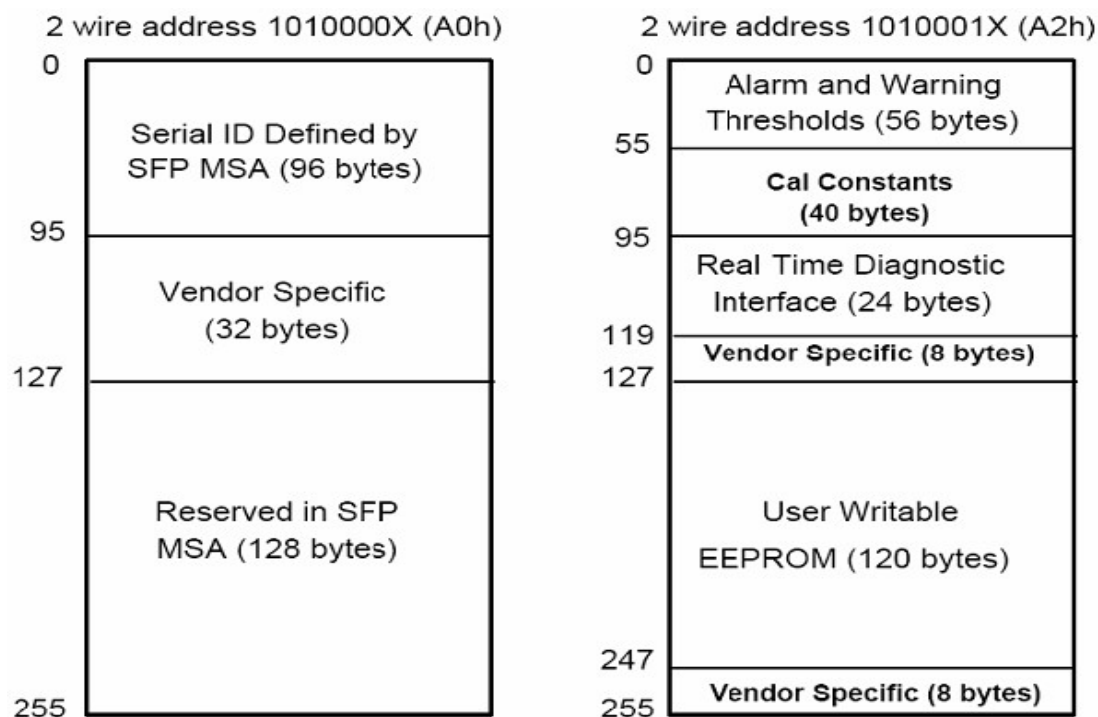 2 wire address 1010000X (A0h)
0
Serial ID Defined by
SFP MSA (96 bytes)
95
Vendor Specific
(32 bytes)
127
Reserved in SFP
MSA (128 bytes)
255
2 wire address 1010001X (A2h)
0
Alarm and Warning
Thresholds (56 bytes)
55
Cal Constants
(40 bytes)
95
Real Time Diagnostic
Interface (24 bytes)
119
Vendor Specific (8 bytes)
127
User Writable
EEPROM (120 bytes)
247
Vendor Specific (8 bytes)
255